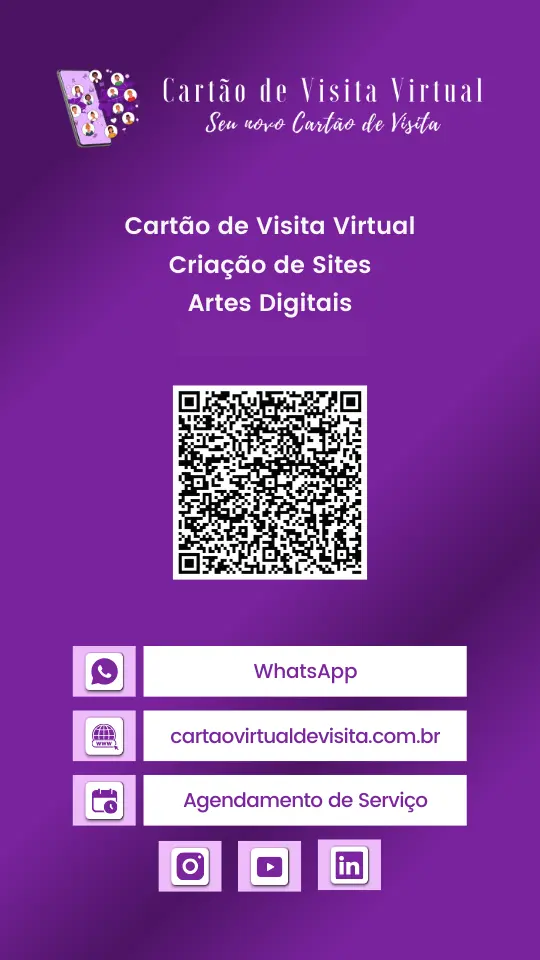 Cartão de Visita Virtual
Seu novo Cartão de Visita
Cartão de Visita Virtual
Criação de Sites
Artes Digitais
WhatsApp
www
cartaovirtualdevisita.com.br
Agendamento de Serviço
in